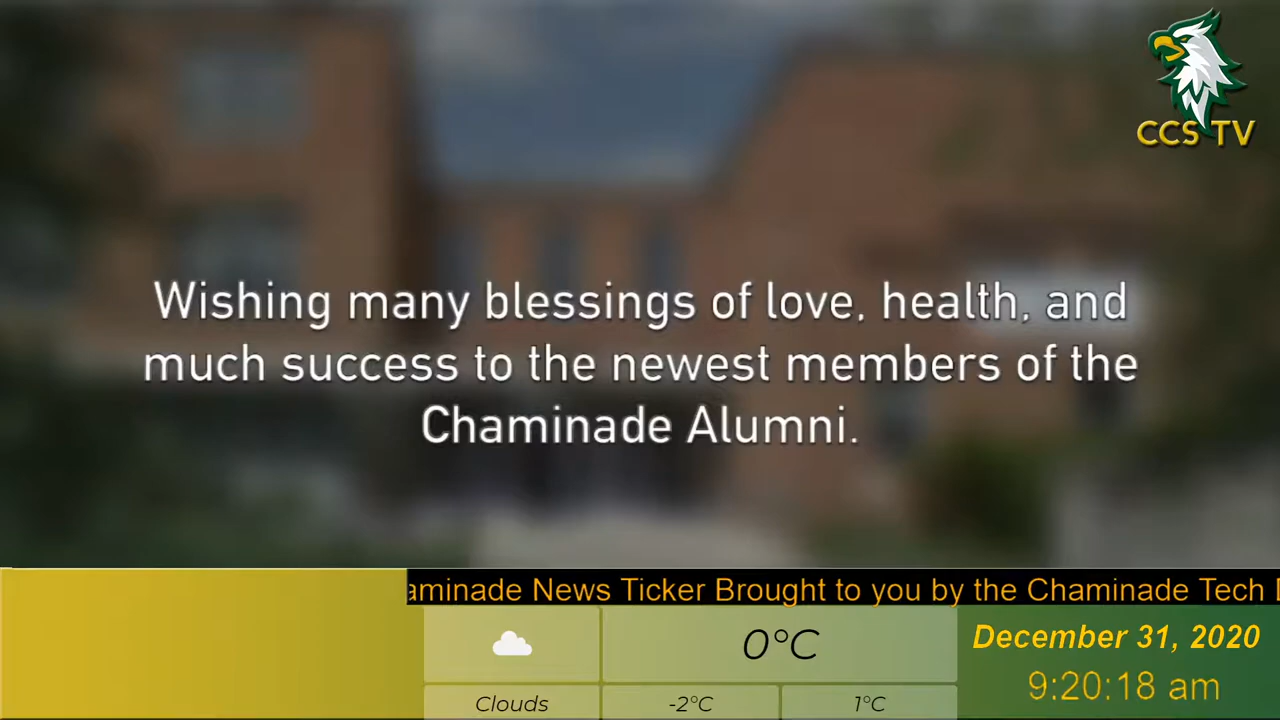 CCS TV
Wishing many blessings of love, health, and
much success to the newest members of the
Chaminade Alumni.
aminade News Ticker Brought to you by the Chaminade Tech
0°C
December 31, 2020
9:20:18 am
Clouds
-2°C
1°C